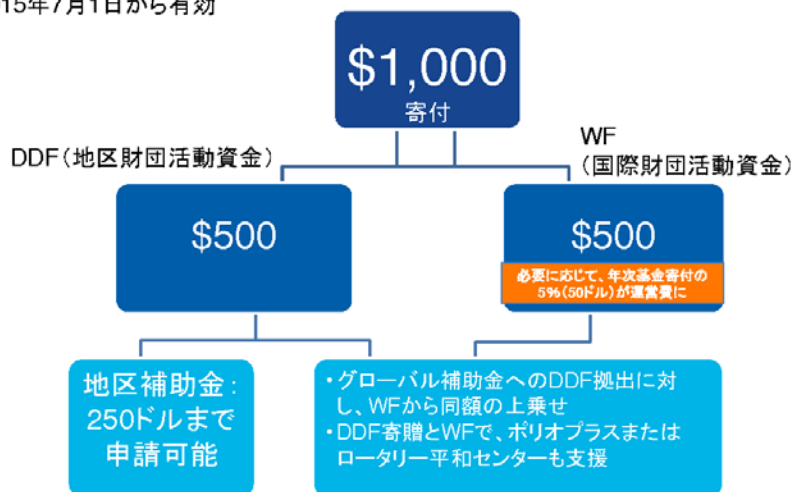 15年7月1日から有効
$1,000
寄付
DDF(地区財団活動資金)
WF
(国際財団活動資金)
$500
$500
必要に応じて、年次基金寄付の
5%(50ドル)が運営費に
地区補助金:
250ドルまで
申請可能
・グローバル補助金へのDDF拠出に対
し、WFから同額の上乗せ
・DDF寄贈とWFで、ポリオプラスまたは
ロータリー平和センターも支援